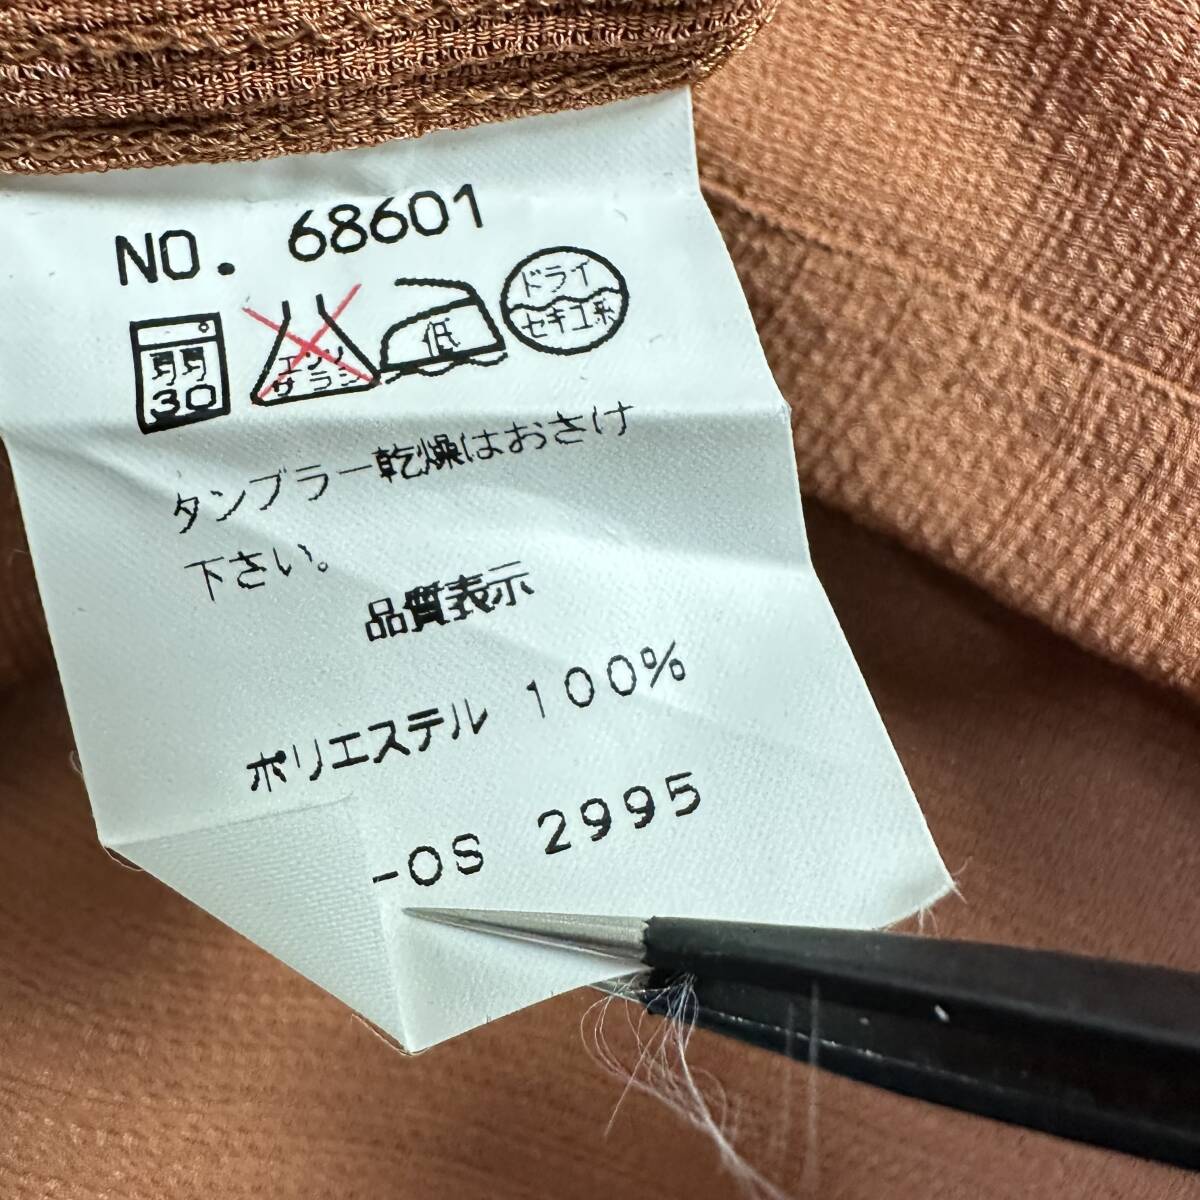 NO. 68601
弱 30
エンソ サラシ
低
ドライ セキユ系
タンブラー乾燥はおさけ
下さい。
品質表示
ポリエステル 100%
-OS 2995